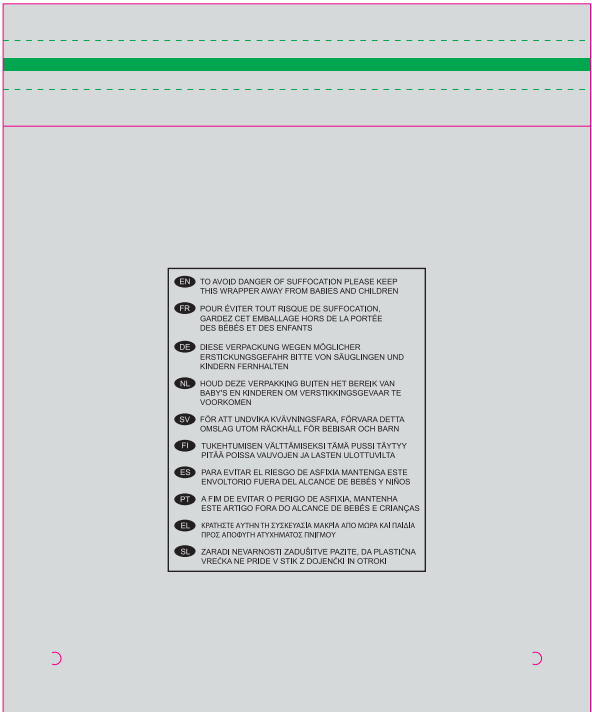 EN TO AVOID DANGER OF SUFFOCATION PLEASE KEEP
THIS WRAPPER AWAY FROM BABIES AND CHILDREN
FR POUR ÉVITER TOUT RISQUE DE SUFFOCATION,
GARDEZ CET EMBALLAGE HORS DE LA PORTÉE
DES BÉBÉS ET DES ENFANTS
DE DIESE VERPACKUNG WEGEN MÖGLICHER
ERSTICKUNGSGEFAHR BITTE VON SÄUGLINGEN UND
KINDERN FERNHALTEN
NL HOUD DEZE VERPAKKING BUITEN HET BEREIK VAN
BABY'S EN KINDEREN OM VERSTIKKINGSGEVAAR TE
VOORKOMEN
SV FÖR ATT UNDVIKA KVÄVNINGSFARA, FÖRVARA DETTA
OMSLAG UTOM RÄCKHÅLL FÖR BEBISAR OCH BARN
FI TUKEHTUMISEN VÄLTTÄMISEKSI TÄMÄ PUSSI TÄYTYY
PITÄÄ POISSA VAUVOJEN JA LASTEN ULOTTUVILTA
ES PARA EVITAR EL RIESGO DE ASFIXIA MANTENGA ESTE
ENVOLTORIO FUERA DEL ALCANCE DE BEBÉS Y NIÑOS
PT A FIM DE EVITAR O PERIGO DE ASFIXIA, MANTENHA
ESTE ARTIGO FORA DO ALCANCE DE BEBÉS E CRIANÇAS
EL ΚΡΑΤΗΣΤΕ ΑΥΤΗΝ ΤΗ ΣΥΣΚΕΥΑΣΙΑ ΜΑΚΡΙΑ ΑΠΟ ΜΩΡΑ ΚΑΙ ΠΑΙΔΙΑ
ΠΡΟΣ ΑΠΟΦΥΓΗ ΑΤΥΧΗΜΑΤΟΣ ΠΝΙΓΜΟΥ
SL ZARADI NEVARNOSTI ZADUŠITVE PAZITE, DA PLASTIČNA
VREČKA NE PRIDE V STIK Z DOJENČKI IN OTROKI